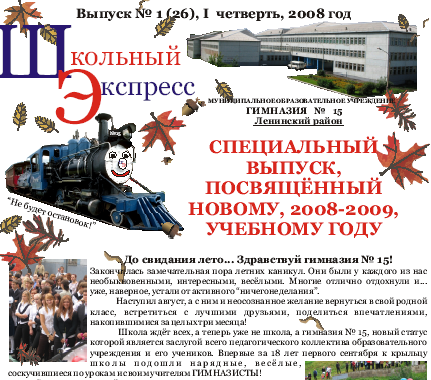 Выпуск № 1 (26), I четверть, 2008 год
Школьный
Экспресс
МУНИЦИПАЛЬНОЕ ОБРАЗОВАТЕЛЬНОЕ УЧРЕЖДЕНИЕ
ГИМНАЗИЯ № 15
Ленинский район
СПЕЦИАЛЬНЫЙ
ВЫПУСК,
ПОСВЯЩЁННЫЙ
НОВОМУ, 2008-2009,
УЧЕБНОМУ ГОДУ
№15
"Не будет остановок!"
До свидания лето... Здравствуй гимназия № 15!
Закончилась замечательная пора летних каникул. Они были у каждого из нас
необыкновенными, интересными, весёлыми. Многие отлично отдохнули и...
уже, наверное, устали от активного "ничегонеделания".
Наступил август, а с ним и неосознанное желание вернуться в свой родной
класс, встретиться с лучшими друзьями, поделиться впечатлениями,
накопившимися за целых три месяца!
Школа ждёт всех, а теперь уже не школа, а гимназия № 15, новый статус
которой является заслугой всего педагогического коллектива образовательного
учреждения и его учеников. Впервые за 18 лет первого сентября к крыльцу
школы подошли нарядные, весёлые,
соскучившиеся по урокам и своим учителям ГИМНАЗИСТЫ!